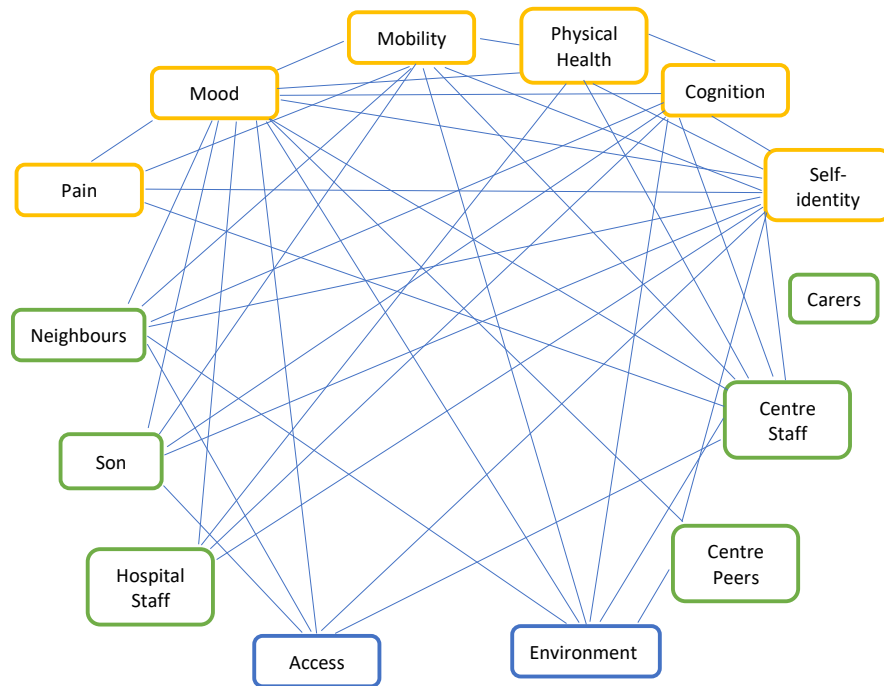 Mobility
Physical
Health
Mood
Cognition
Pain
Self-
identity
Carers
Neighbours
Centre
Staff
Son
Centre
Peers
Hospital
Staff
Access
Environment